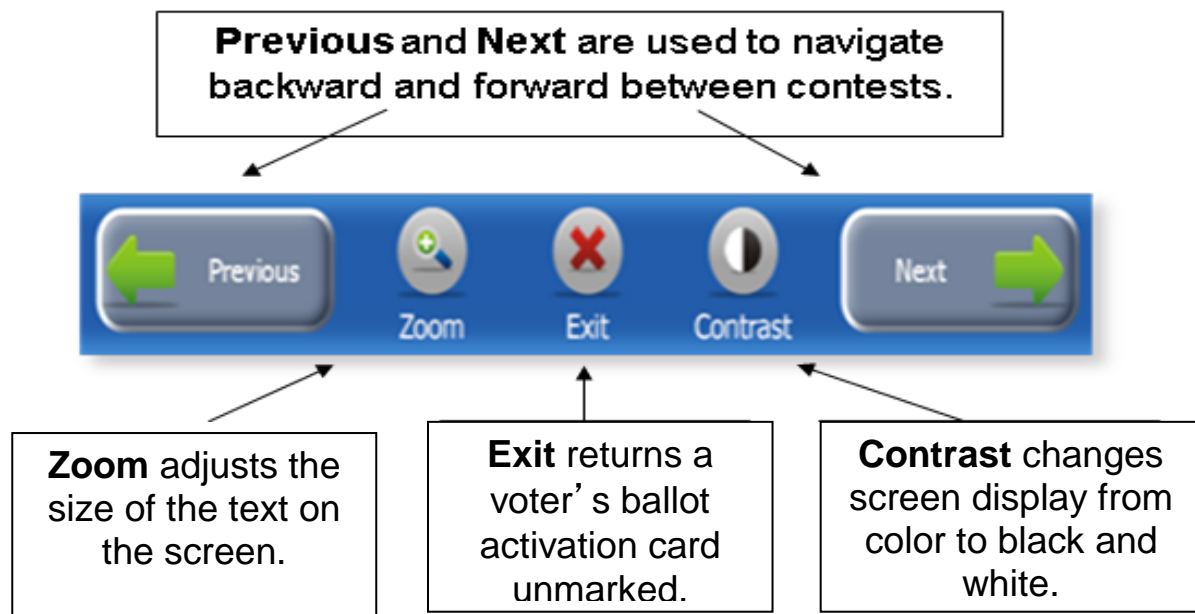 Previous and Next are used to navigate
backward and forward between contests.
Previous
Zoom
Exit
Contrast
Next
Zoom adjusts the
size of the text on
the screen.
Exit returns a
voter’s ballot
activation card
unmarked.
Contrast changes
screen display from
color to black and
white.